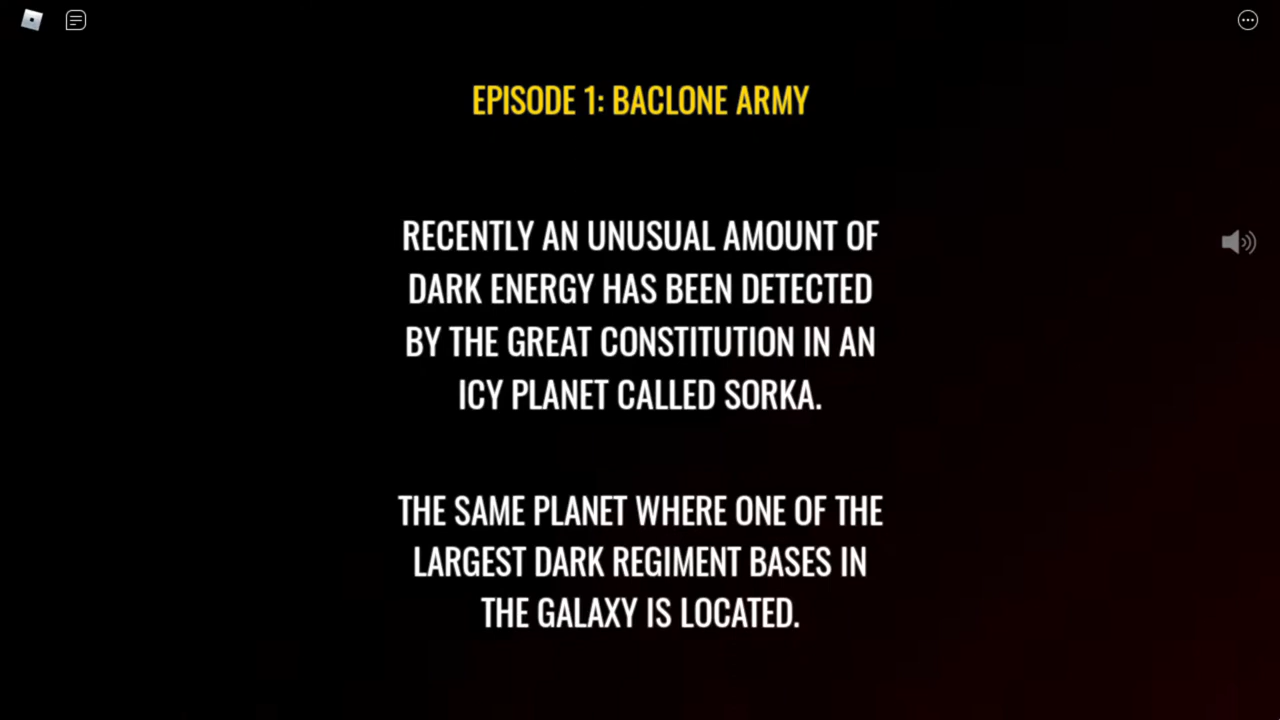 EPISODE 1: BACLONE ARMY
RECENTLY AN UNUSUAL AMOUNT OF
DARK ENERGY HAS BEEN DETECTED
BY THE GREAT CONSTITUTION IN AN
ICY PLANET CALLED SORKA.
THE SAME PLANET WHERE ONE OF THE
LARGEST DARK REGIMENT BASES IN
THE GALAXY IS LOCATED.